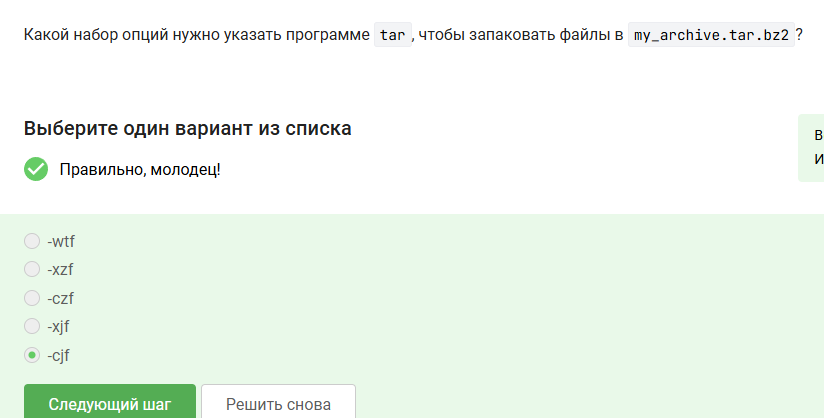 Какой набор опций нужно указать программе tar, чтобы запаковать файлы в my_archive.tar.bz2?
Выберите один вариант из списка
В
Правильно, молодец!
И
-wtf
-xzf
-czf
-xjf
-cjf
Следующий шаг
Решить снова